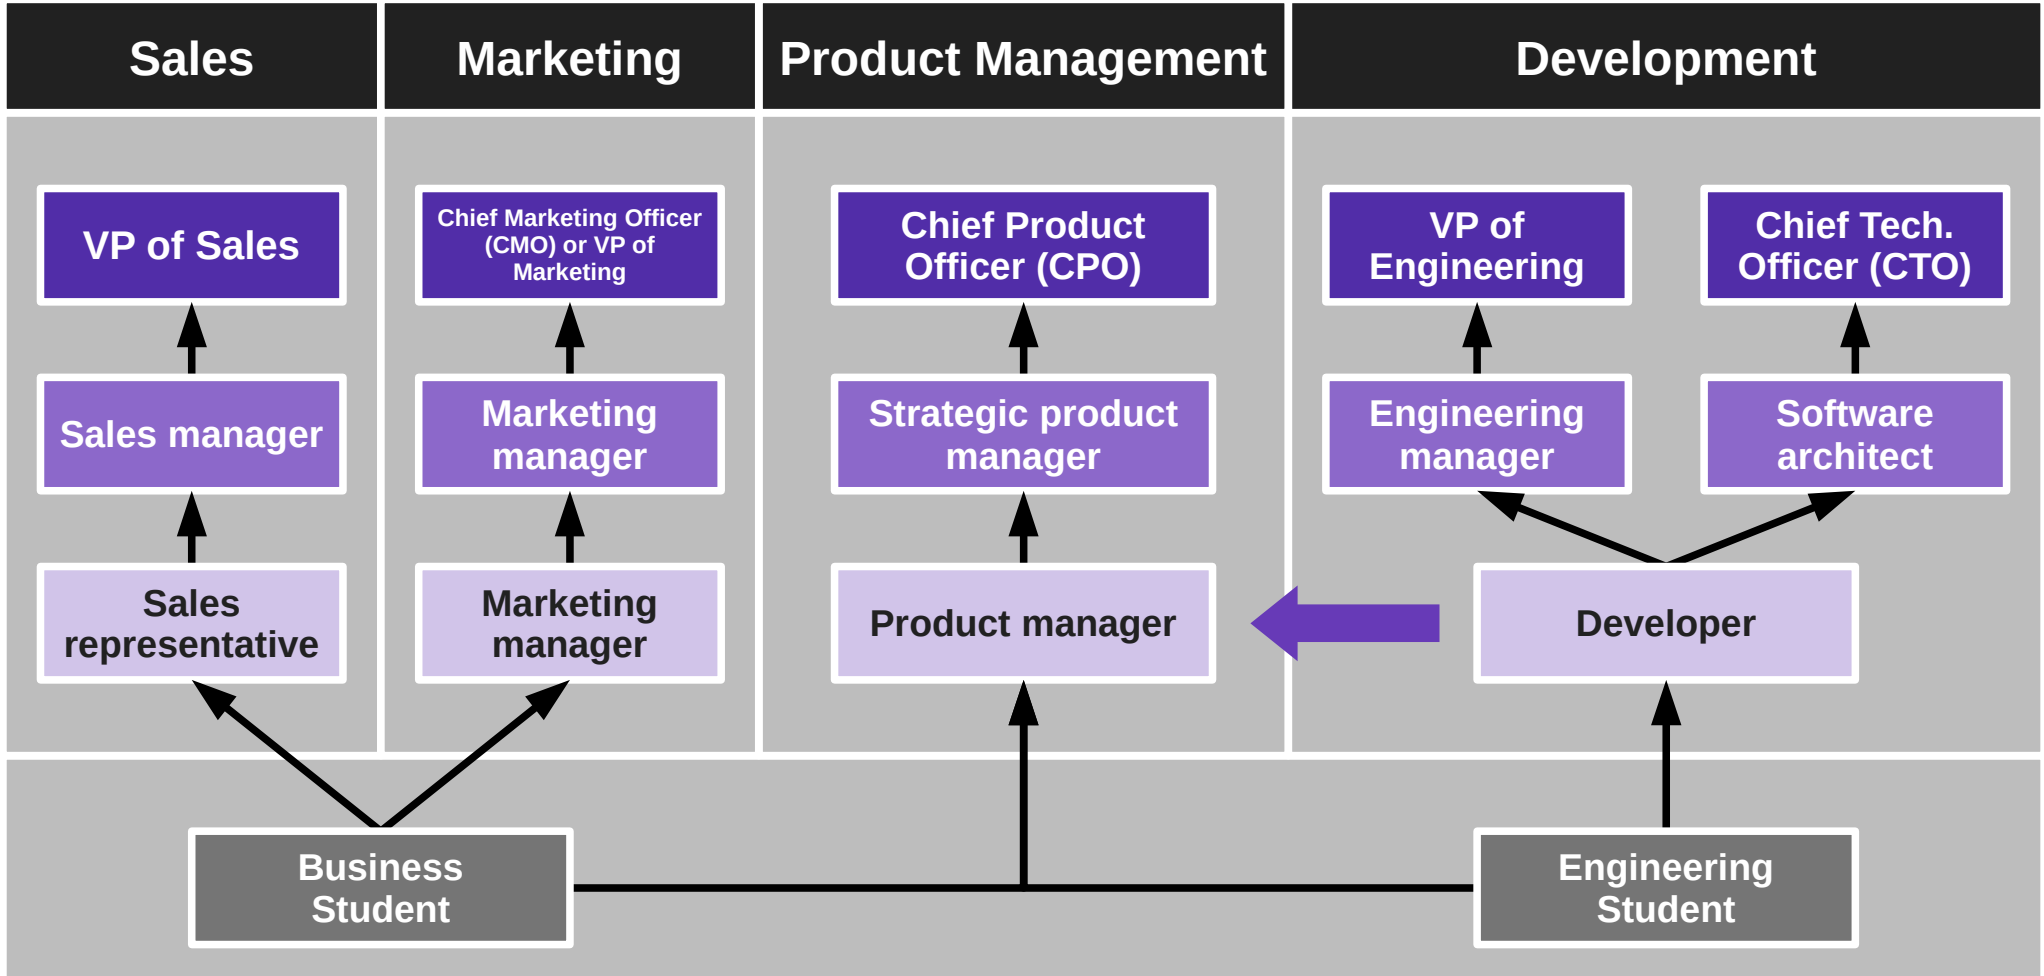 Sales
Marketing
Product Management
Development
VP of Sales
Chief Marketing Officer
(CMO) or VP of
Marketing
Chief Product
Officer (CPO)
VP of
Engineering
Chief Tech.
Officer (CTO)
Sales manager
Marketing
manager
Strategic product
manager
Engineering
manager
Software
architect
Sales
representative
Marketing
manager
Product manager
Developer
Business
Student
Engineering
Student